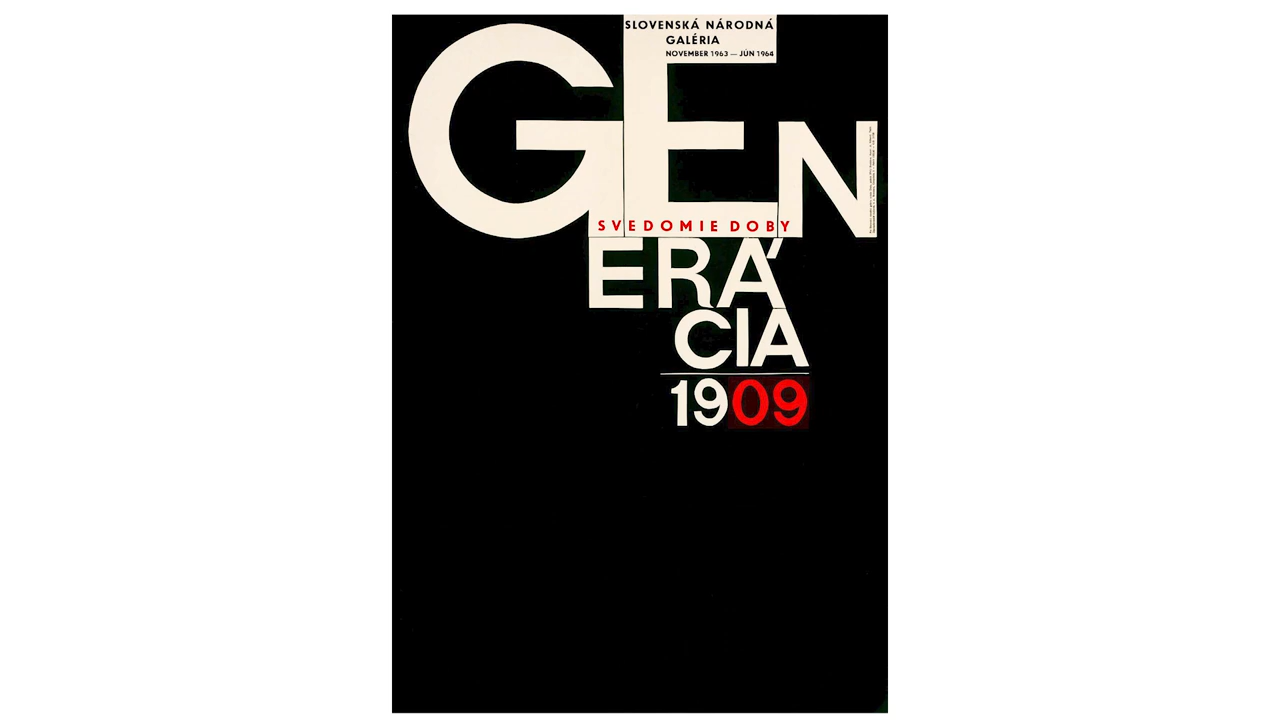 SLOVENSKÁ NÁRODNÁ
GALÉRIA
NOVEMBER 1963 — JÚN 1964
GEN
SVEDOMIE DOBY
ERÁ
CIA
1909